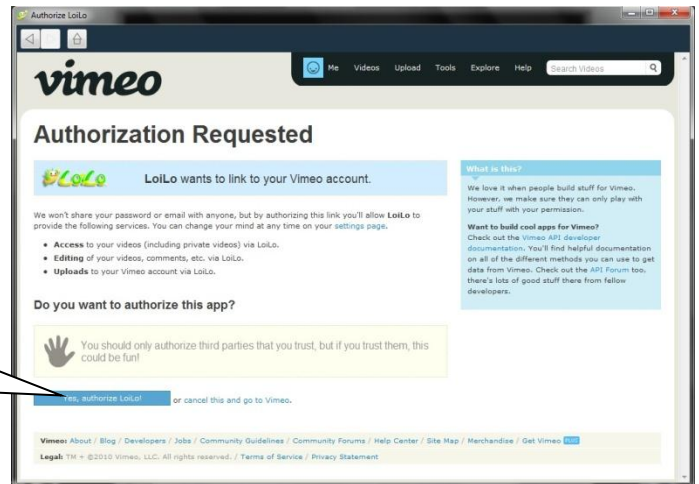 Authorize LoiLo
vimeo
Me Videos Upload Tools Explore Help Search Videos
Authorization Requested
LoiLo
LoiLo wants to link to your Vimeo account.
We won't share your password or email with anyone, but by authorizing this link you'll allow LoiLo to
provide the following services. You can change your mind at any time on your settings page.
• Access to your videos (including private videos) via LoiLo.
• Editing of your videos, comments, etc. via LoiLo.
• Uploads to your Vimeo account via LoiLo.
Do you want to authorize this app?
You should only authorize third parties that you trust, but if you trust them, this
could be fun!
Yes, authorize LoiLo! or cancel this and go to Vimeo.
What is this?
We love it when people build stuff for Vimeo.
However, we make sure they can only play with
your stuff with your permission.
Want to build cool apps for Vimeo?
Check out the Vimeo API developer
documentation. You'll find helpful documentation
on all of the different methods you can use to get
data from Vimeo. Check out the API Forum too,
there's lots of good stuff there from fellow
developers.
Vimeo: About / Blog / Developers / Jobs / Community Guidelines / Community Forums / Help Center / Site Map / Merchandise / Get Vimeo PLUS
Legal: TM + ©2010 Vimeo, LLC. All rights reserved. / Terms of Service / Privacy Statement